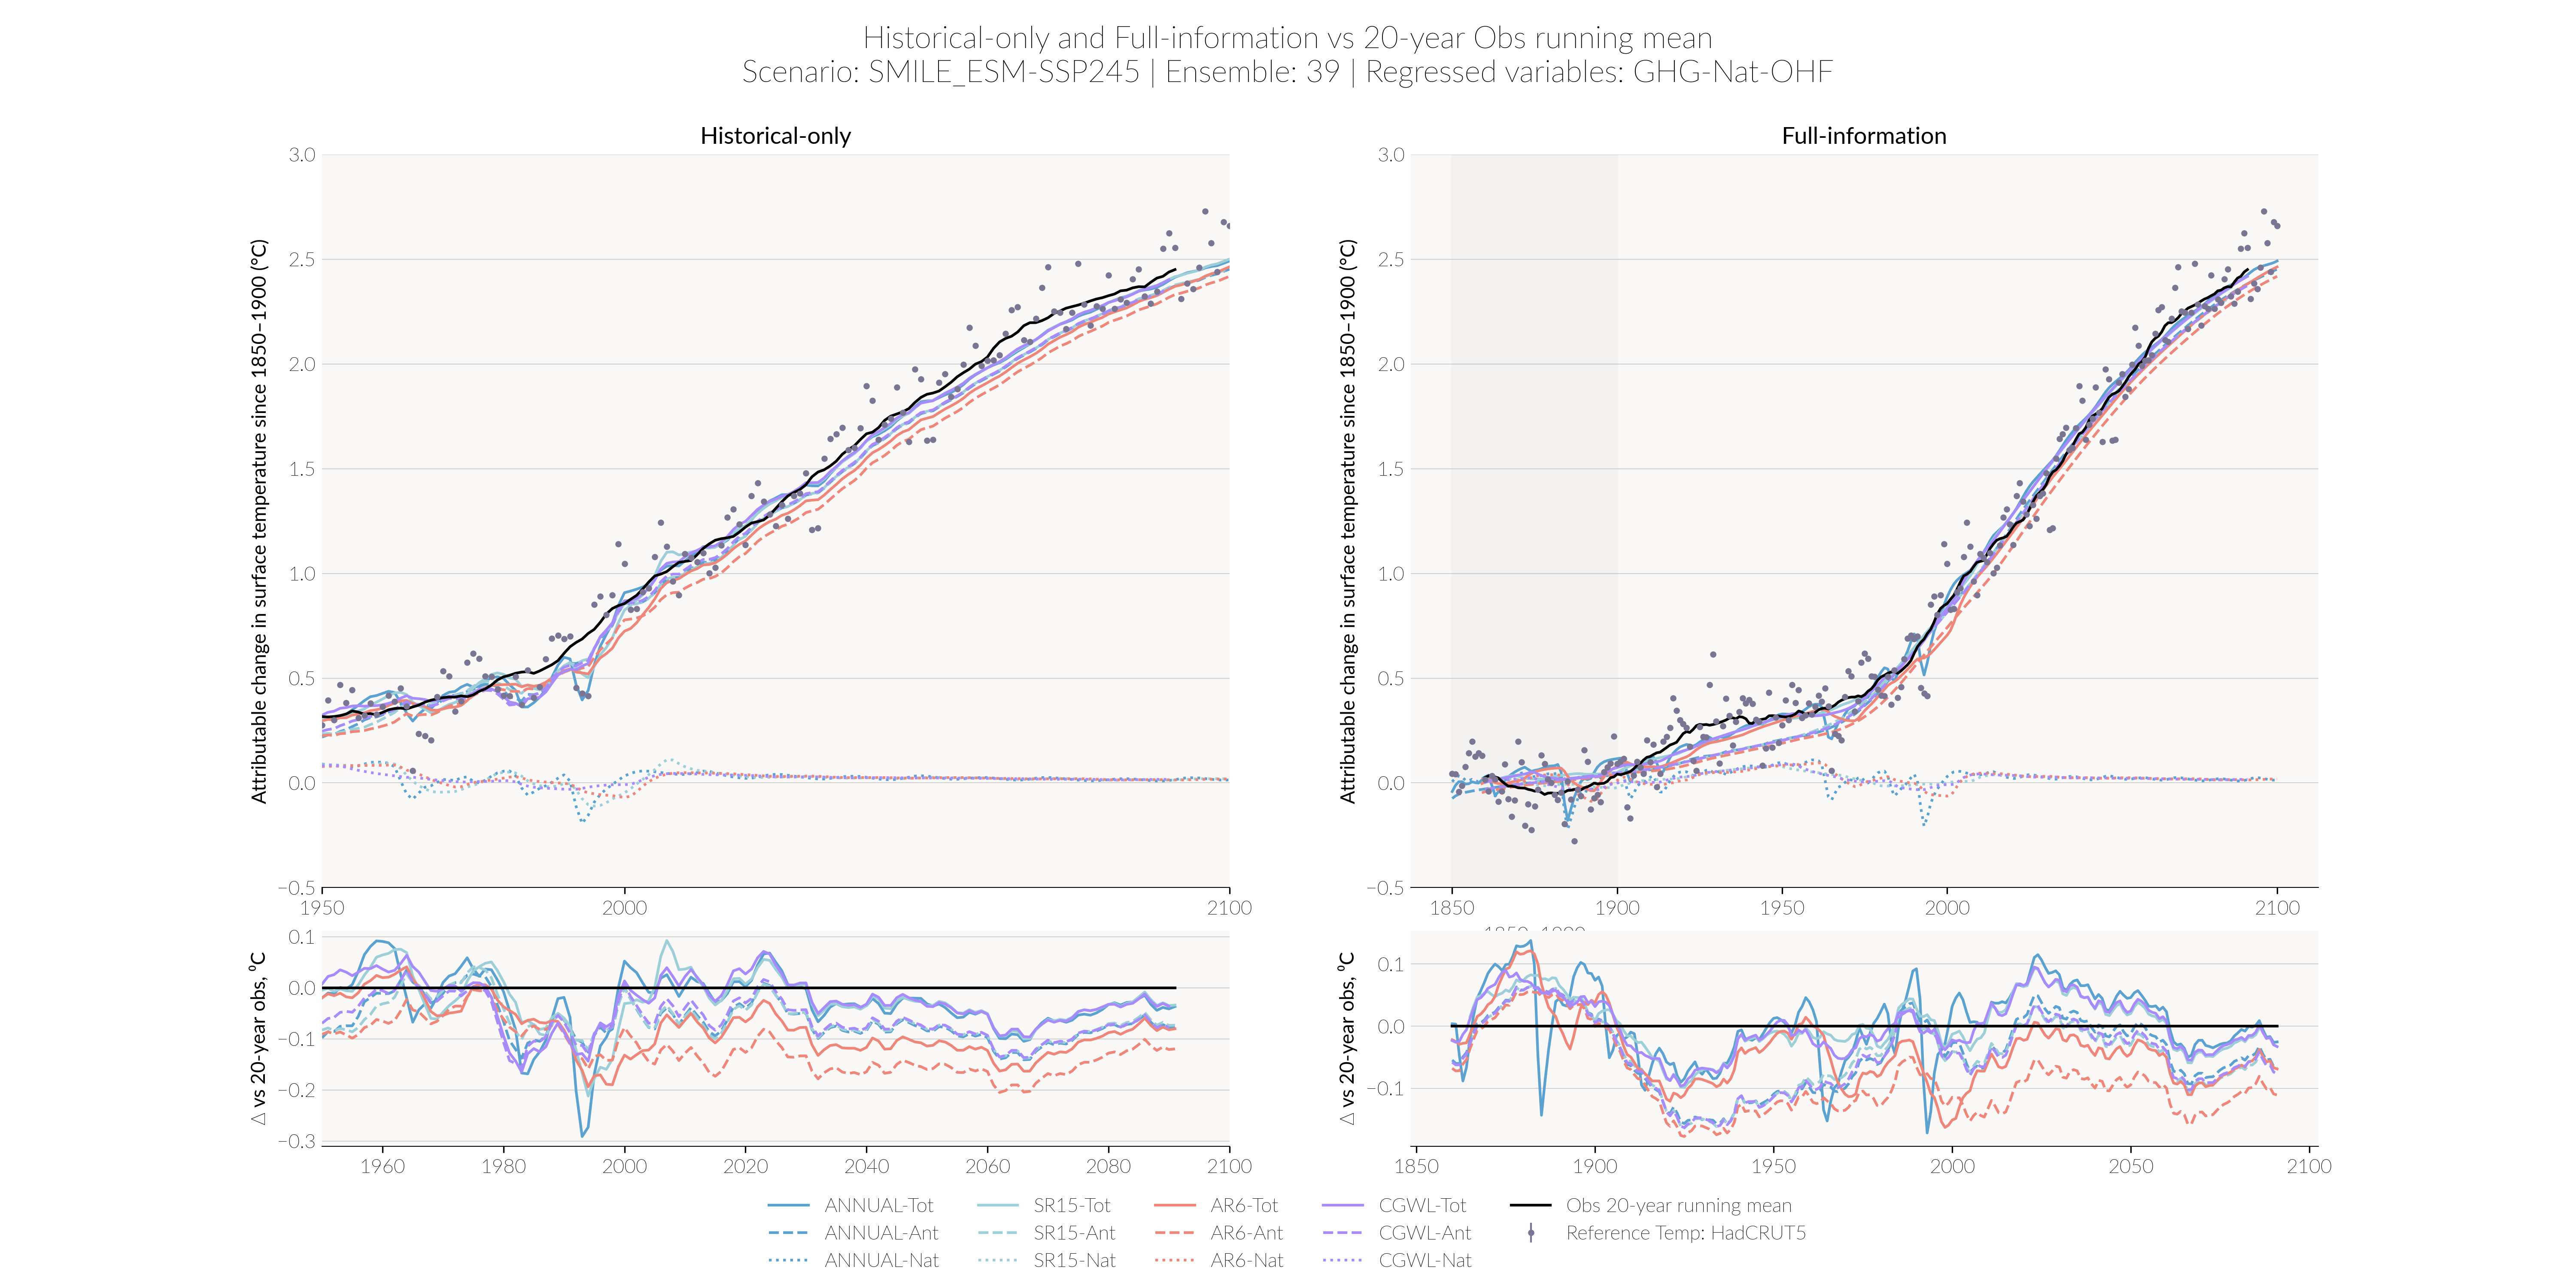 Historical-only and Full-information vs 20-year Obs running mean
Scenario: SMILE_ESM-SSP245 | Ensemble: 39 | Regressed variables: GHG-Nat-OHF
Historical-only
Attributable change in surface temperature since 1850–1900 (°C)
3.0
2.5
2.0
1.5
1.0
0.5
0.0
−0.5
1950 2000 2100
Full-information
Attributable change in surface temperature since 1850–1900 (°C)
3.0
2.5
2.0
1.5
1.0
0.5
0.0
−0.5
1850 1900 1950 2000 2100
Δ vs 20-year obs, °C
0.1
0.0
−0.1
−0.2
−0.3
1960 1980 2000 2020 2040 2060 2080 2100
Δ vs 20-year obs, °C
0.1
0.0
−0.1
1850 1900 1950 2000 2050 2100
ANNUAL-Tot SR15-Tot AR6-Tot CGWL-Tot Obs 20-year running mean
ANNUAL-Ant SR15-Ant AR6-Ant CGWL-Ant Reference Temp: HadCRUT5
ANNUAL-Nat SR15-Nat AR6-Nat CGWL-Nat